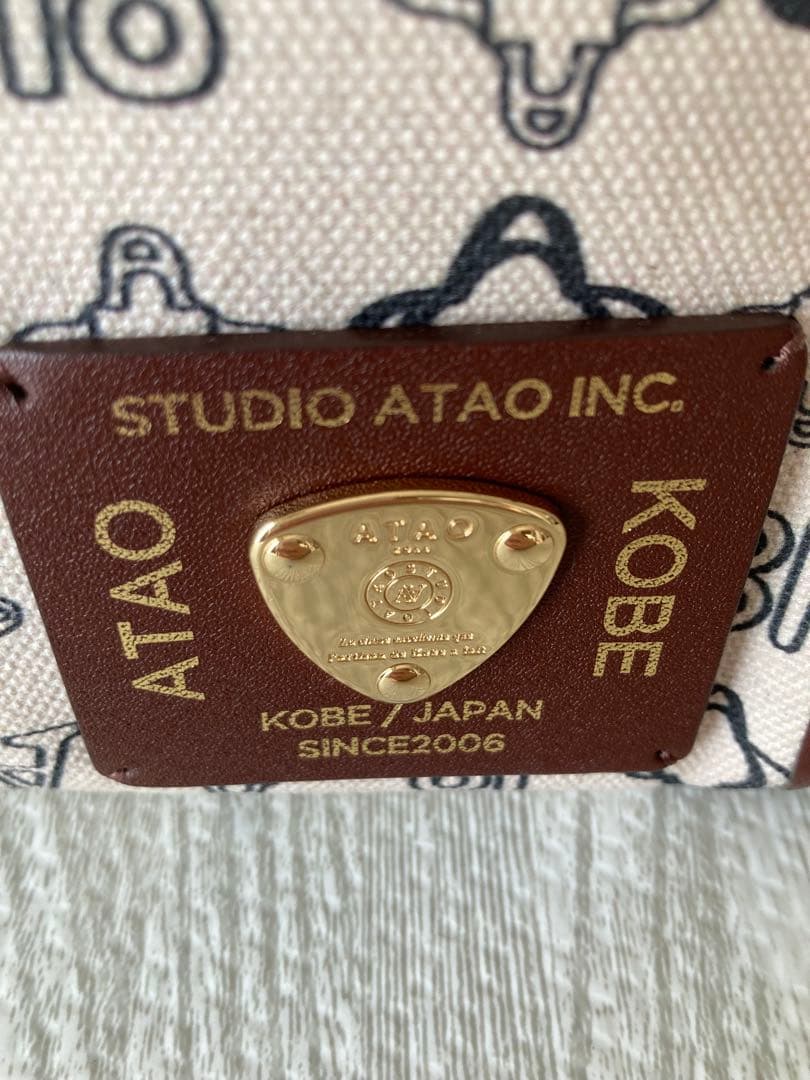 STUDIO ATAO INC.
ATAO
KOBE
ATAO
KOBE / JAPAN
SINCE2006